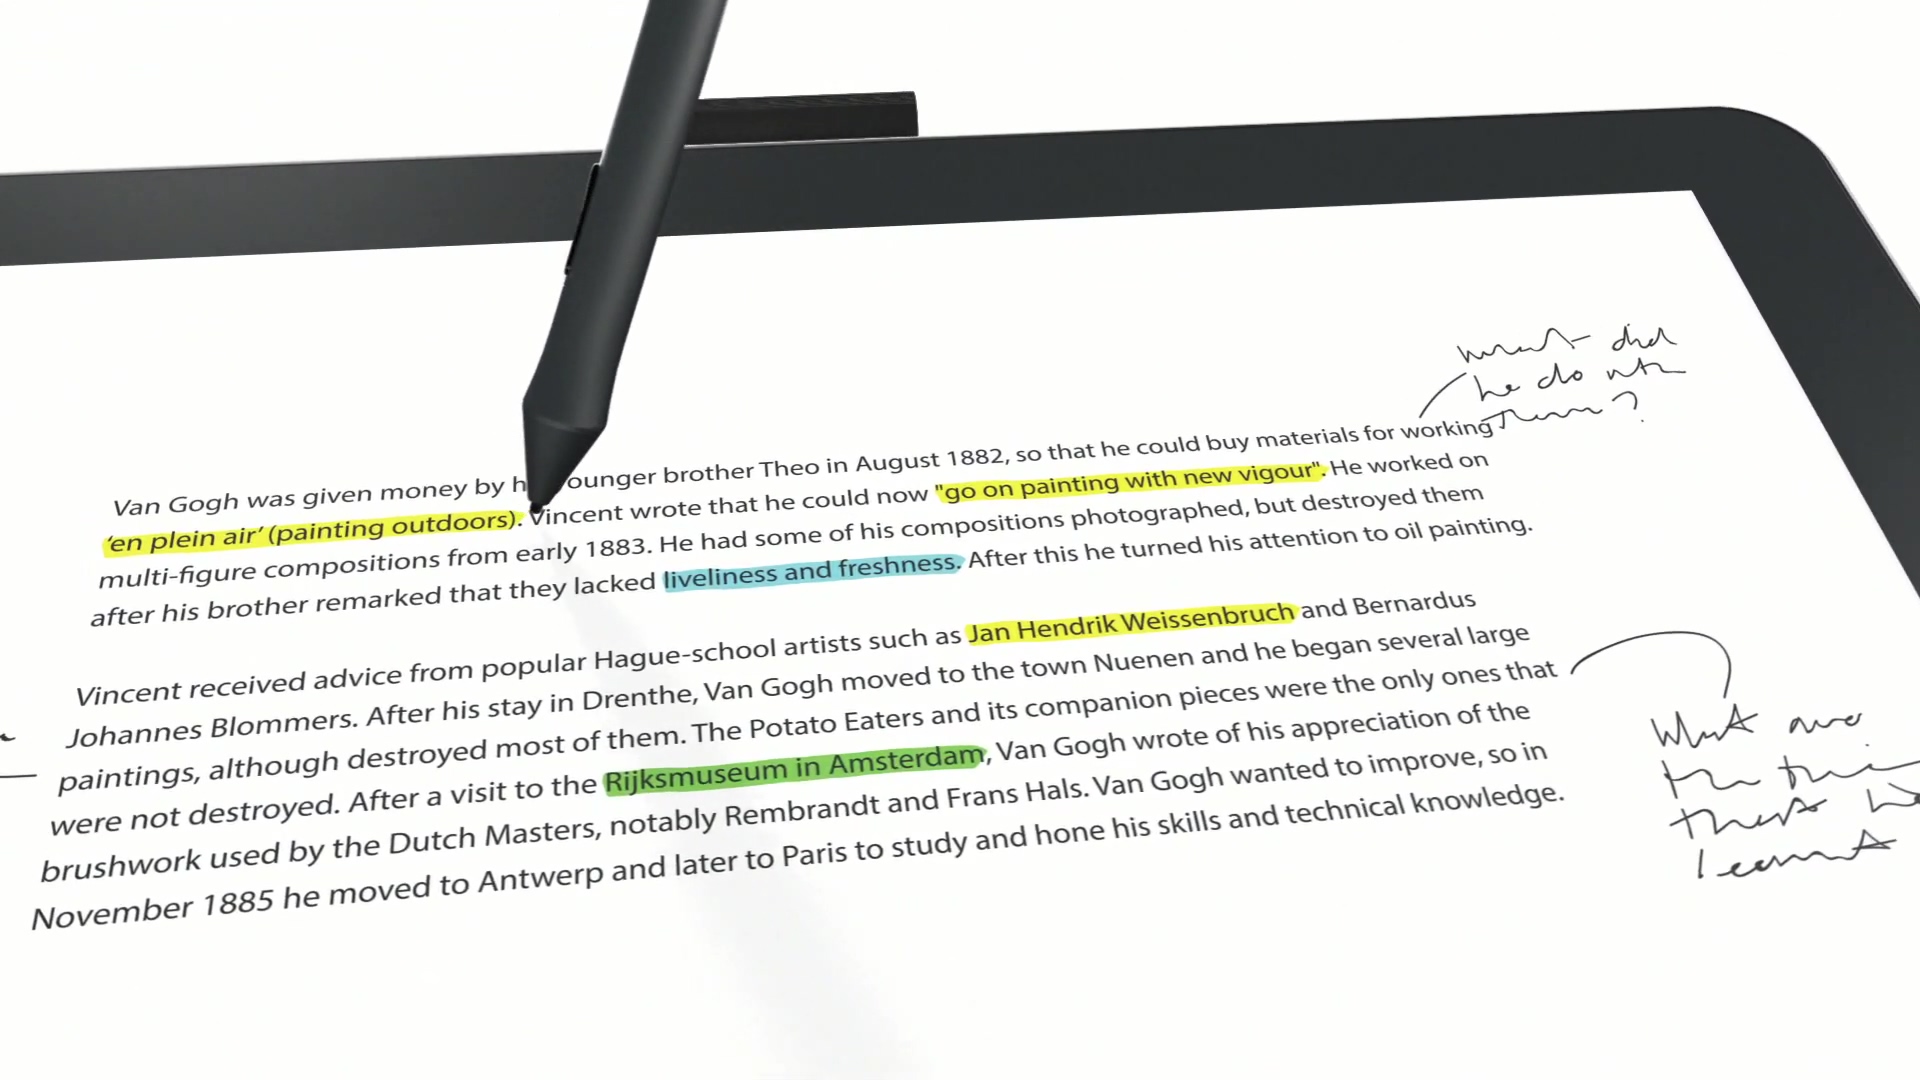 what did
he do with
them?
Van Gogh was given money by h ounger brother Theo in August 1882, so that he could buy materials for working
'en plein air' (painting outdoors). Vincent wrote that he could now "go on painting with new vigour". He worked on
multi-figure compositions from early 1883. He had some of his compositions photographed, but destroyed them
after his brother remarked that they lacked liveliness and freshness. After this he turned his attention to oil painting.
Vincent received advice from popular Hague-school artists such as Jan Hendrik Weissenbruch and Bernardus
Johannes Blommers. After his stay in Drenthe, Van Gogh moved to the town Nuenen and he began several large
paintings, although destroyed most of them. The Potato Eaters and its companion pieces were the only ones that
were not destroyed. After a visit to the Rijksmuseum in Amsterdam, Van Gogh wrote of his appreciation of the
brushwork used by the Dutch Masters, notably Rembrandt and Frans Hals. Van Gogh wanted to improve, so in
November 1885 he moved to Antwerp and later to Paris to study and hone his skills and technical knowledge.
What are
the
that
learnt